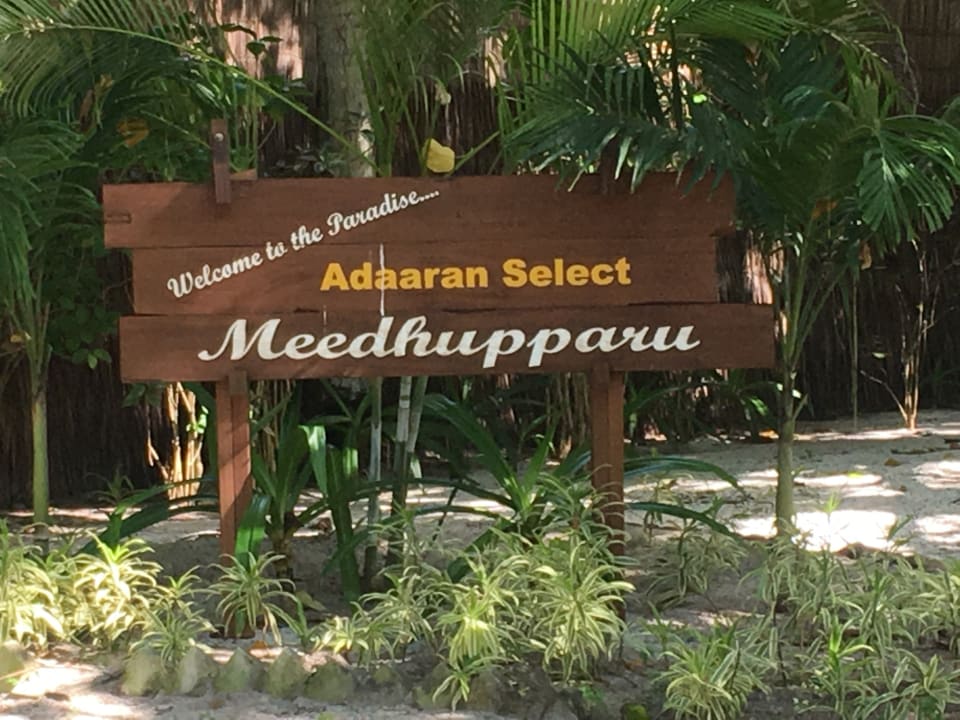 Welcome to the Paradise....
Adaaran Select
Meedhupparu